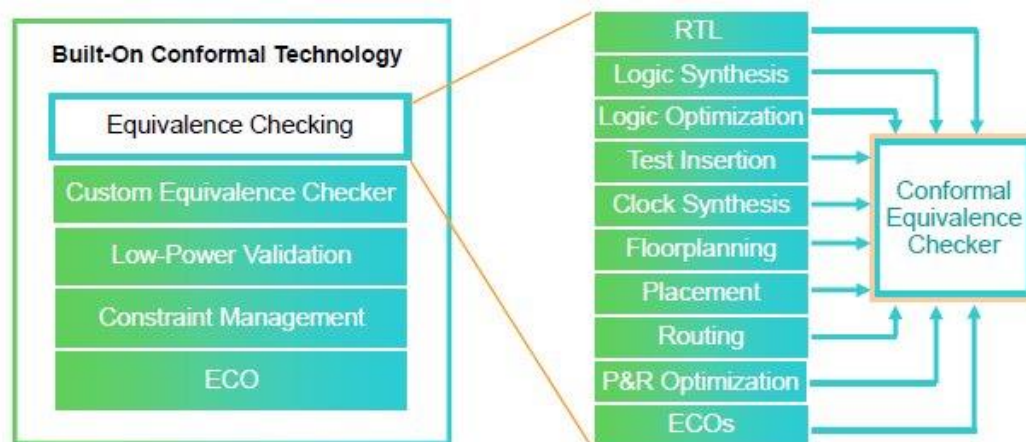 Built-On Conformal Technology
Equivalence Checking
Custom Equivalence Checker
Low-Power Validation
Constraint Management
ECO
RTL
Logic Synthesis
Logic Optimization
Test Insertion
Clock Synthesis
Floorplanning
Placement
Routing
P&R Optimization
ECOs
Conformal
Equivalence
Checker